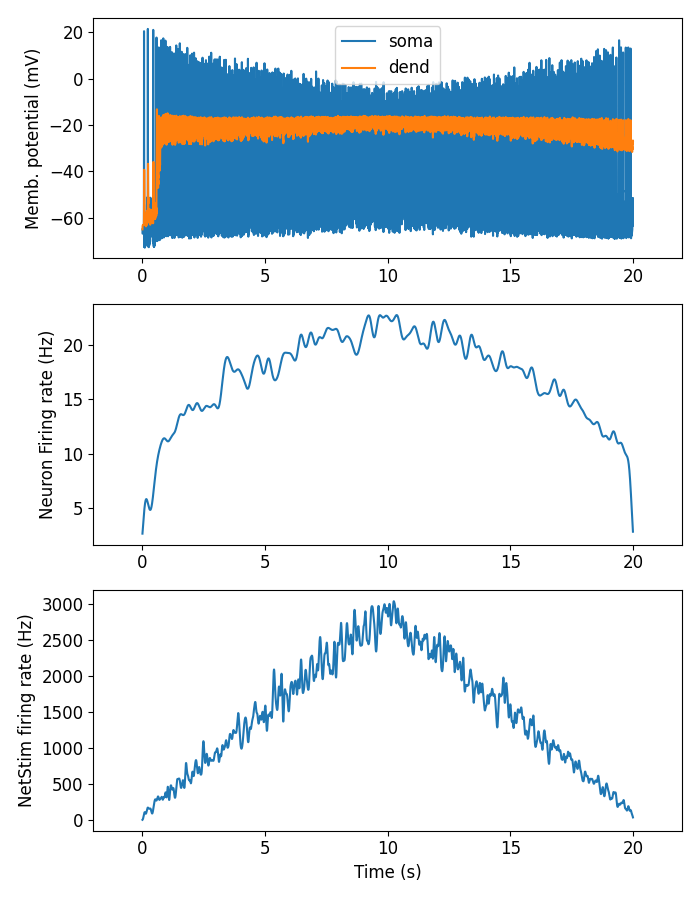 Memb. potential (mV)
20
0
−20
−40
−60
soma
dend
0 5 10 15 20
Neuron Firing rate (Hz)
20
15
10
5
0 5 10 15 20
NetStim firing rate (Hz)
3000
2500
2000
1500
1000
500
0
0 5 10 15 20
Time (s)